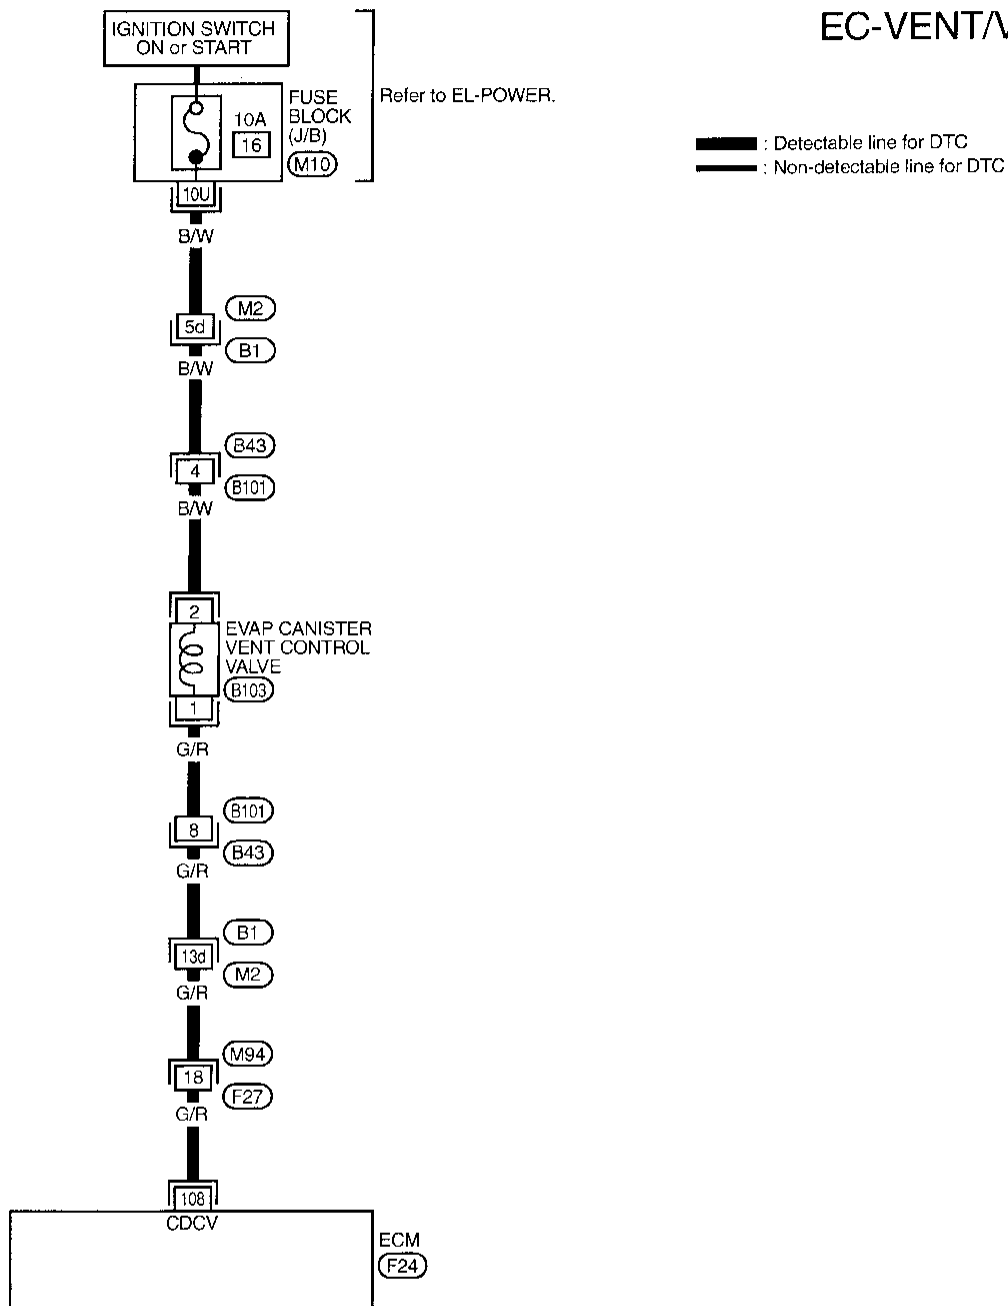 EC-VENT/V
IGNITION SWITCH
ON or START
Refer to EL-POWER.
FUSE
BLOCK
(J/B)
M10
10A
16
10U
: Detectable line for DTC
: Non-detectable line for DTC
B/W
M2
5d
B1
B/W
B43
4
B101
B/W
2
EVAP CANISTER
VENT CONTROL
VALVE
B103
1
G/R
B101
8
B43
G/R
B1
13d
M2
G/R
M94
18
F27
G/R
108
CDCV
ECM
F24